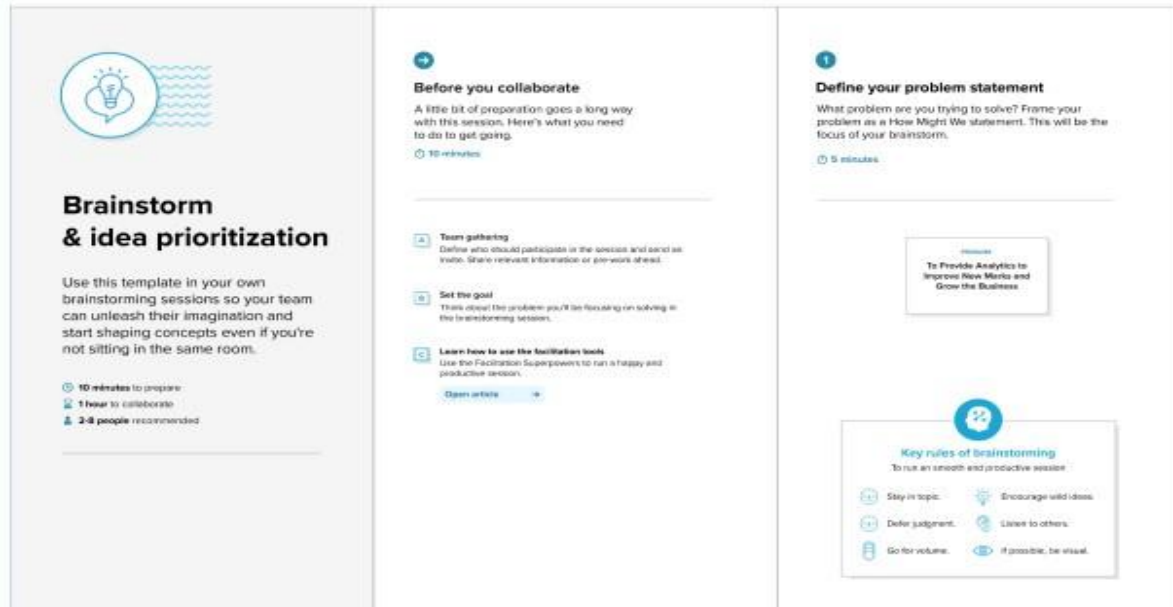 Brainstorm
& idea prioritization
Use this template in your own
brainstorming sessions so your team
can unleash their imagination and
start shaping concepts even if you're
not sitting in the same room.
10 minutes to prepare
1 hour to collaborate
2-8 people recommended
Before you collaborate
A little bit of preparation goes a long way
with this session. Here's what you need
to do to get going.
10 minutes
A
Team gathering
Define who should participate in the session and send an
invite. Share relevant information or pre-work ahead.
B
Set the goal
Think about the problem you'll be focusing on solving in
the brainstorming session.
C
Learn how to use the facilitation tools
Use the Facilitation Superpowers to run a happy and
productive session.
Open article
1
Define your problem statement
What problem are you trying to solve? Frame your
problem as a How Might We statement. This will be the
focus of your brainstorm.
5 minutes
PROBLEM
To Provide Analytics to
Improve New Marks and
Grow the Business
Key rules of brainstorming
To run an smooth and productive session
Stay in topic.
Encourage wild ideas.
Defer judgment.
Listen to others.
Go for volume.
If possible, be visual.